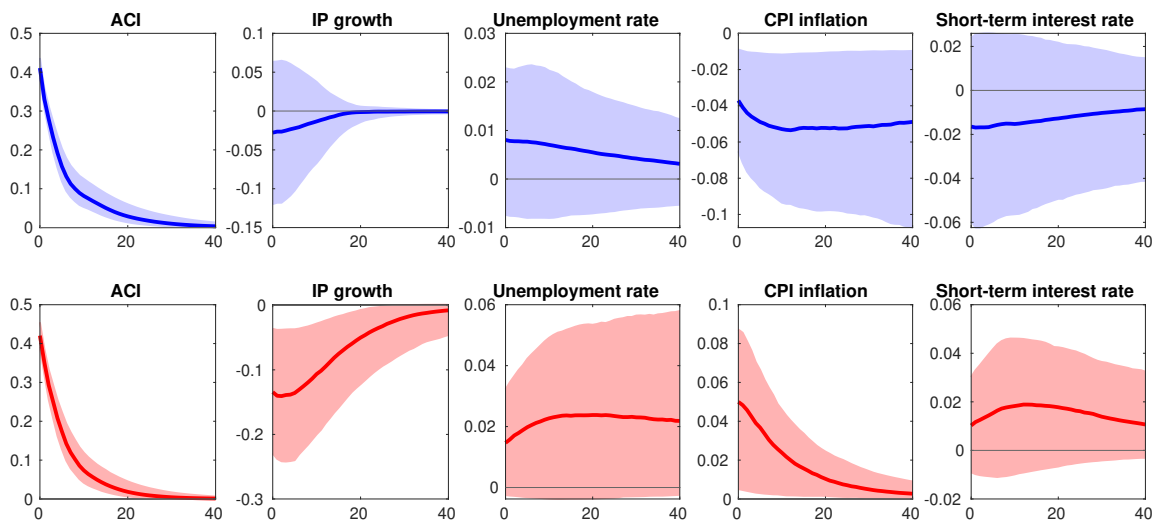 ACI IP growth Unemployment rate CPI inflation Short-term interest rate
0.5 0.1 0.03 0 0.02
0.4 0.05 0.02 -0.02 0
0.3 0 0.01 -0.04 -0.02
0.2 -0.05 0 -0.06 -0.04
0.1 -0.1 -0.01 -0.08 -0.06
0 -0.15 -0.1
0 20 40 0 20 40 0 20 40 0 20 40 0 20 40
ACI IP growth Unemployment rate CPI inflation Short-term interest rate
0.5 0 0.06 0.1 0.06
0.4 -0.1 0.04 0.08 0.04
0.3 -0.2 0.02 0.06 0.02
0.2 -0.3 0 0.04 0
0.1 0.02 -0.02
0 0
0 20 40 0 20 40 0 20 40 0 20 40 0 20 40